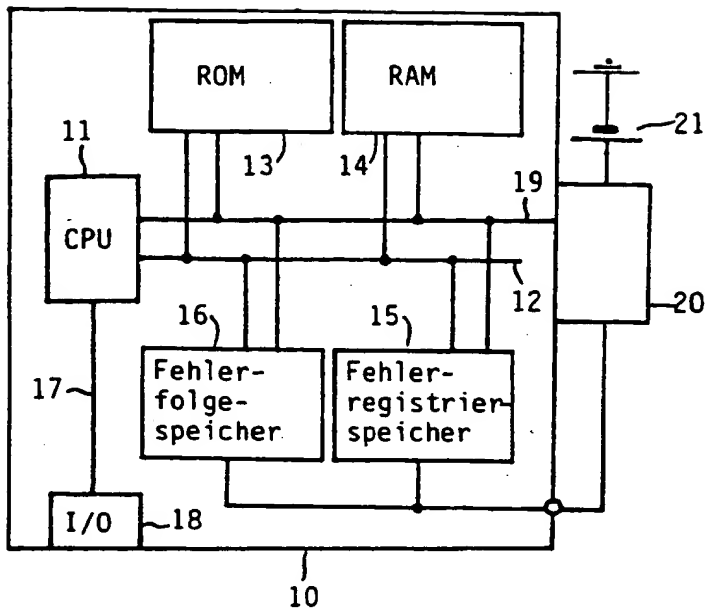 ROM
RAM
21
11
13
14
19
CPU
12
20
16
15
Fehler-
folge-
speicher
Fehler-
registrier-
speicher
17
I/O
18
10